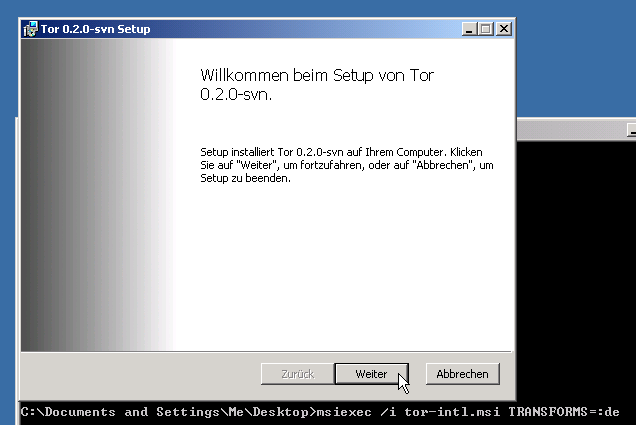 Tor 0.2.0-svn Setup
Willkommen beim Setup von Tor
0.2.0-svn.
Setup installiert Tor 0.2.0-svn auf Ihrem Computer. Klicken
Sie auf "Weiter", um fortzufahren, oder auf "Abbrechen", um
Setup zu beenden.
Zurück Weiter Abbrechen
C:\Documents and Settings\Me\Desktop>msiexec /i tor-intl.msi TRANSFORMS=:de